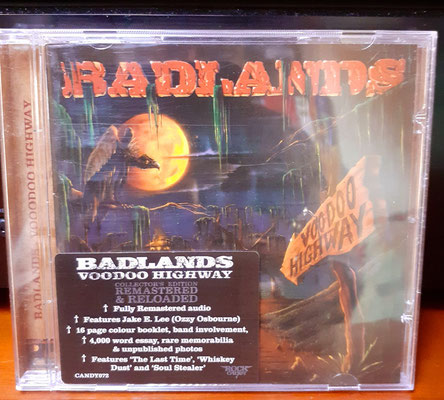 BADLANDS
BADLANDS VOODOO HIGHWAY
VOODOO
HIGHWAY
BADLANDS
VOODOO HIGHWAY
COLLECTOR'S EDITION
REMASTERED
& RELOADED
† Fully Remastered audio
† Features Jake E. Lee (Ozzy Osbourne)
† 16 page colour booklet, band involvement,
† 4,000 word essay, rare memorabilia
& unpublished photos
† Features 'The Last Time', 'Whiskey
Dust' and 'Soul Stealer'
CANDY072
ROCK
CANDY